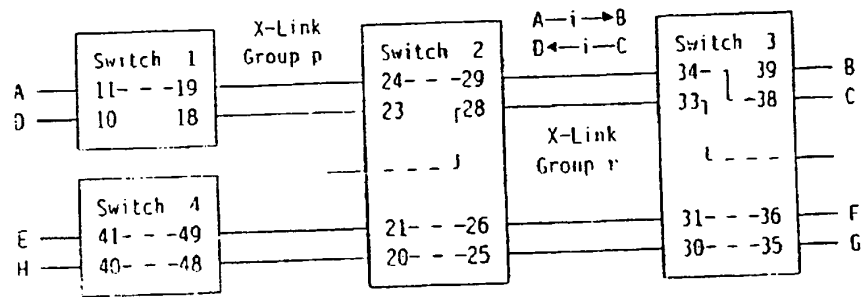 X-Link
Group p
A—i→B
D←i—C
Switch 1
11- - -19
10 18
A
D
Switch 2
24- - -29
23 28
21- - -26
20- - -25
X-Link
Group r
Switch 3
34- 39
33 -38
31- - -36
30- - -35
B
C
F
G
Switch 4
41- - -49
40- - -48
E
H